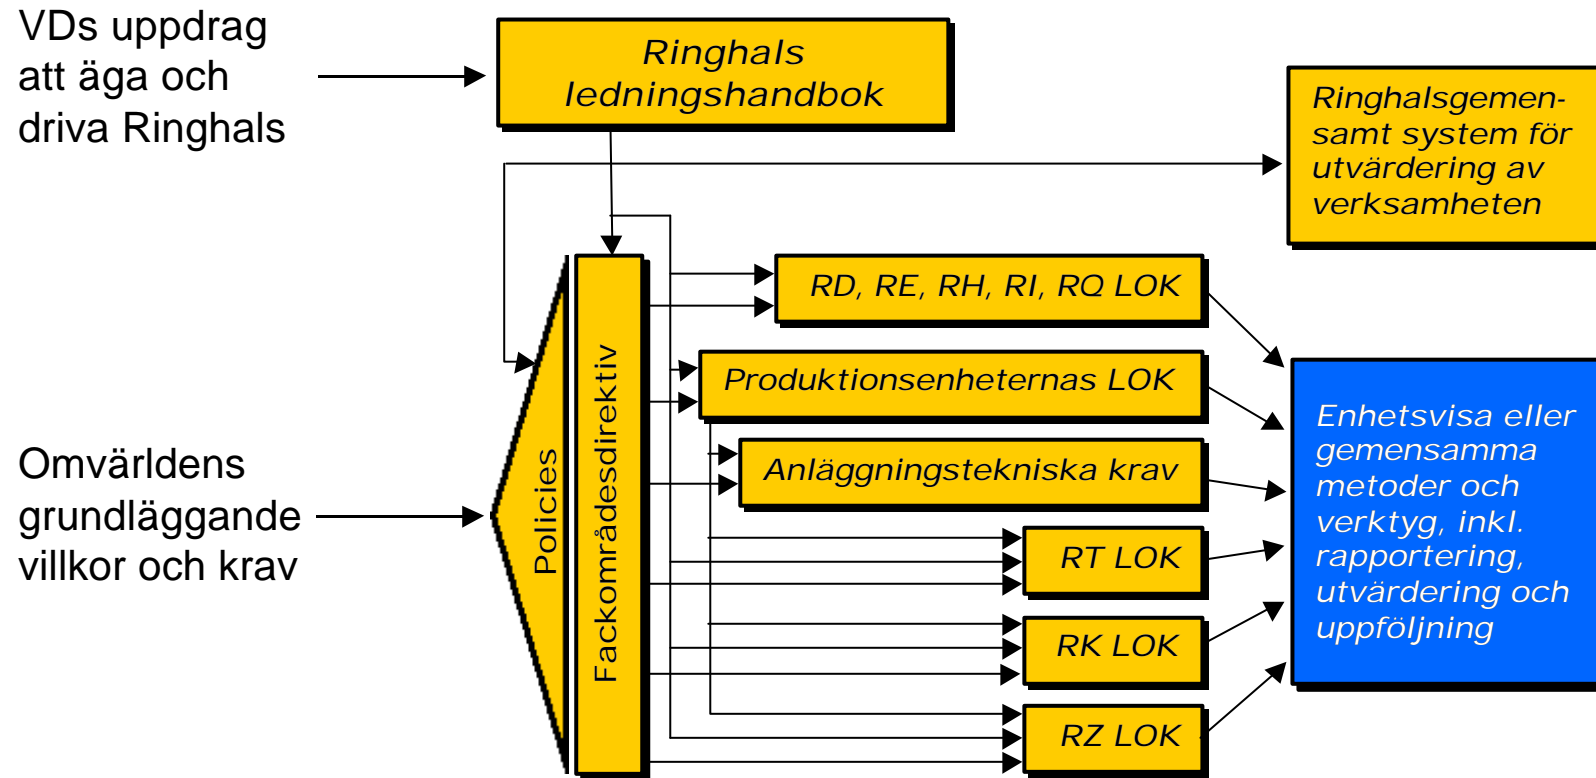 VDs uppdrag
att äga och
driva Ringhals
Ringhals
ledningshandbok
Ringhalsgemen-
samt system för
utvärdering av
verksamheten
Omvärldens
grundläggande
villkor och krav
Policies
Fackområdesdirektiv
RD, RE, RH, RI, RQ LOK
Produktionsenheternas LOK
Anläggningstekniska krav
RT LOK
RK LOK
RZ LOK
Enhetsvisa eller
gemensamma
metoder och
verktyg, inkl.
rapportering,
utvärdering och
uppföljning